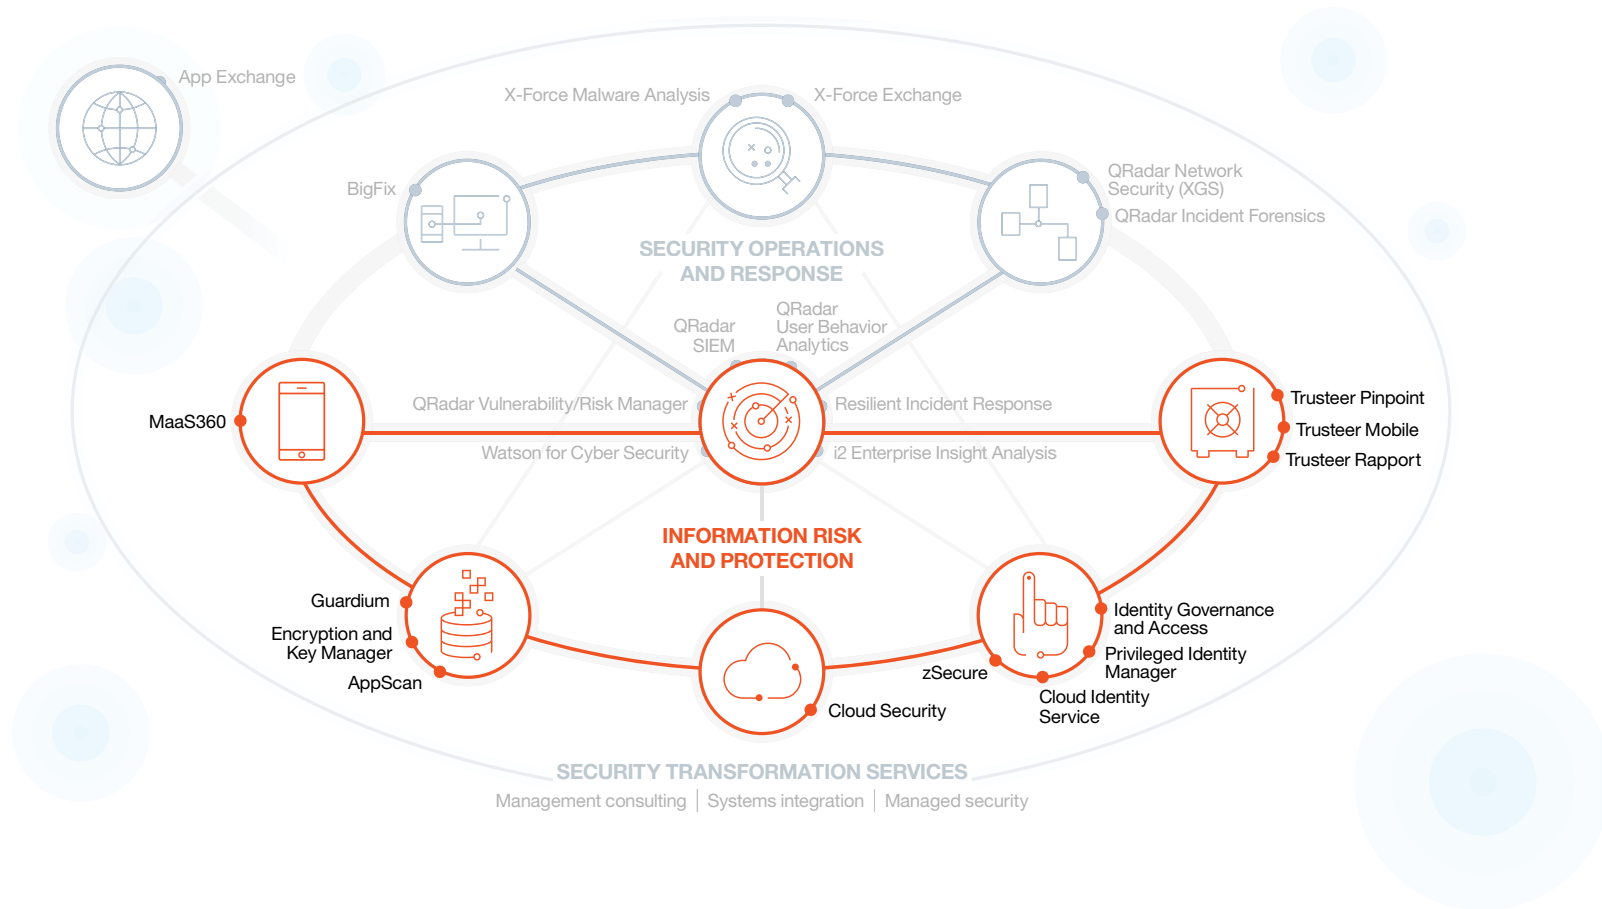 App Exchange
X-Force Malware Analysis
X-Force Exchange
BigFix
QRadar Network
Security (XGS)
QRadar Incident Forensics
SECURITY OPERATIONS
AND RESPONSE
QRadar
SIEM
QRadar
User Behavior
Analytics
QRadar Vulnerability/Risk Manager
Resilient Incident Response
MaaS360
Trusteer Pinpoint
Trusteer Mobile
Trusteer Rapport
Watson for Cyber Security
i2 Enterprise Insight Analysis
INFORMATION RISK
AND PROTECTION
Guardium
Encryption and
Key Manager
AppScan
Identity Governance
and Access
Privileged Identity
Manager
zSecure
Cloud Identity
Service
Cloud Security
SECURITY TRANSFORMATION SERVICES
Management consulting | Systems integration | Managed security